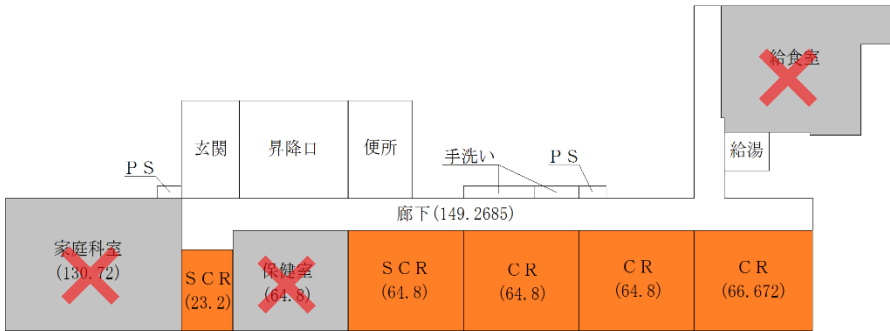 給食室
玄関
昇降口
便所
手洗い
ＰＳ
給湯
ＰＳ
廊下(149.2685)
家庭科室
(130.72)
ＳＣＲ
(23.2)
保健室
(64.8)
ＳＣＲ
(64.8)
ＣＲ
(64.8)
ＣＲ
(64.8)
ＣＲ
(66.672)